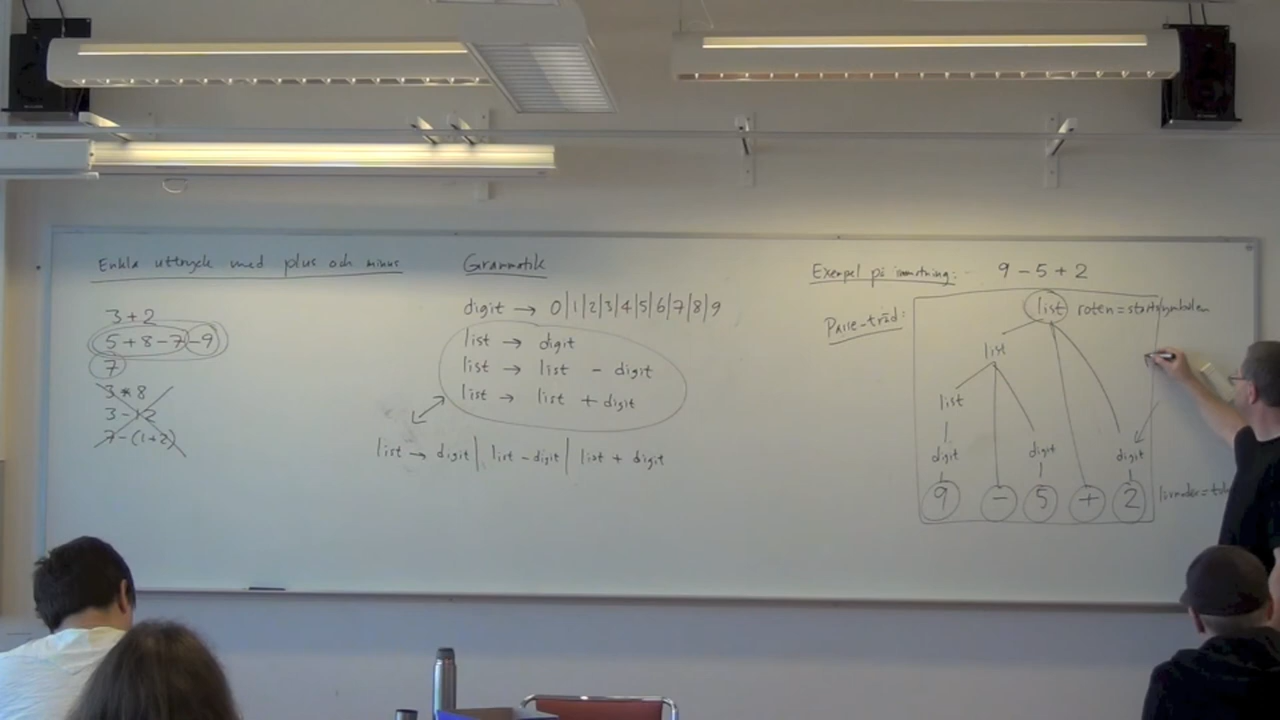 Enkla uttryck med plus och minus
3 + 2
5 + 8 - 7 - 9
7
3 * 8
3 - 12
7 - (1+2)
Grammatik
digit → 0|1|2|3|4|5|6|7|8|9
list → digit
list → list - digit
list → list + digit
list → digit | list - digit | list + digit
Exempel på inmatning: 9 - 5 + 2
Parse-träd:
list roten = startsymbolen
list
list
digit digit digit
9 - 5 + 2